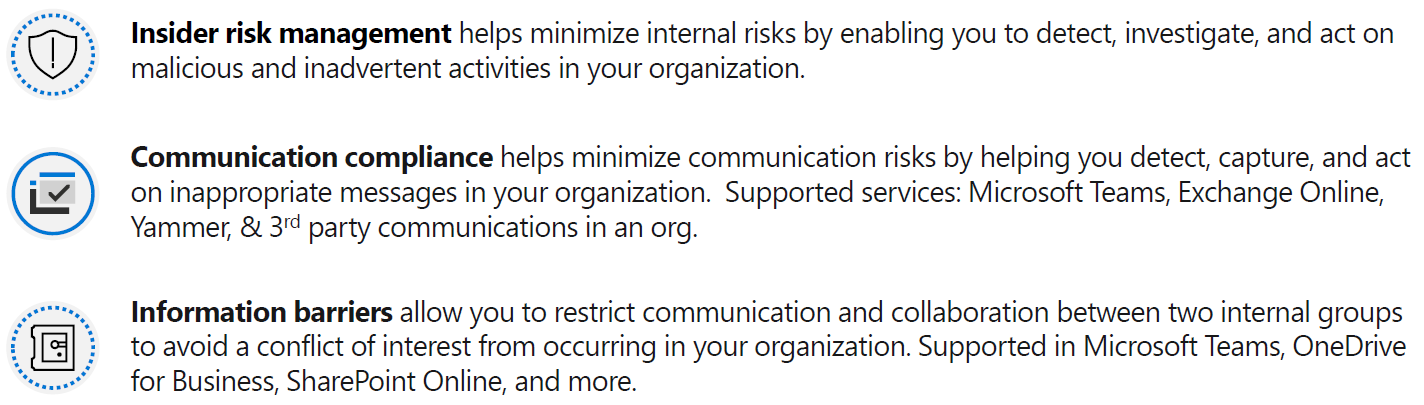 Insider risk management helps minimize internal risks by enabling you to detect, investigate, and act on
malicious and inadvertent activities in your organization.
Communication compliance helps minimize communication risks by helping you detect, capture, and act
on inappropriate messages in your organization.  Supported services: Microsoft Teams, Exchange Online,
Yammer, & 3rd party communications in an org.
Information barriers allow you to restrict communication and collaboration between two internal groups
to avoid a conflict of interest from occurring in your organization. Supported in Microsoft Teams, OneDrive
for Business, SharePoint Online, and more.